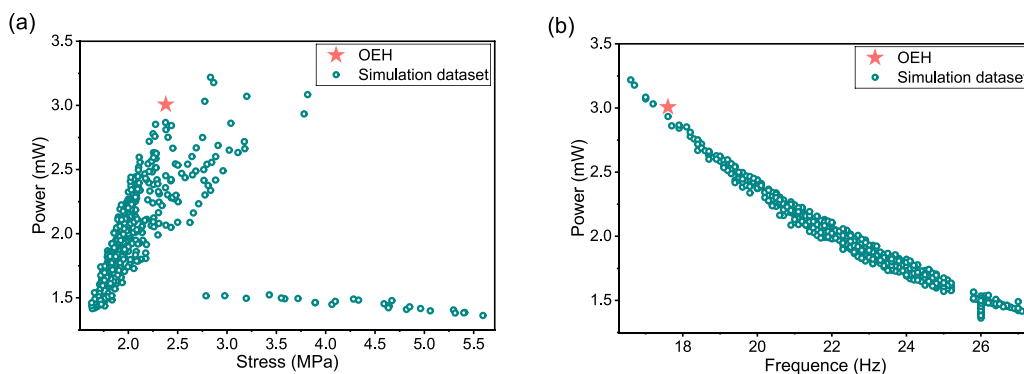 (a)
3.5
3.0
2.5
2.0
1.5
Power (mW)
OEH
Simulation dataset
2.0 2.5 3.0 3.5 4.0 4.5 5.0 5.5
Stress (MPa)
(b)
3.5
3.0
2.5
2.0
1.5
Power (mW)
OEH
Simulation dataset
18 20 22 24 26
Frequence (Hz)